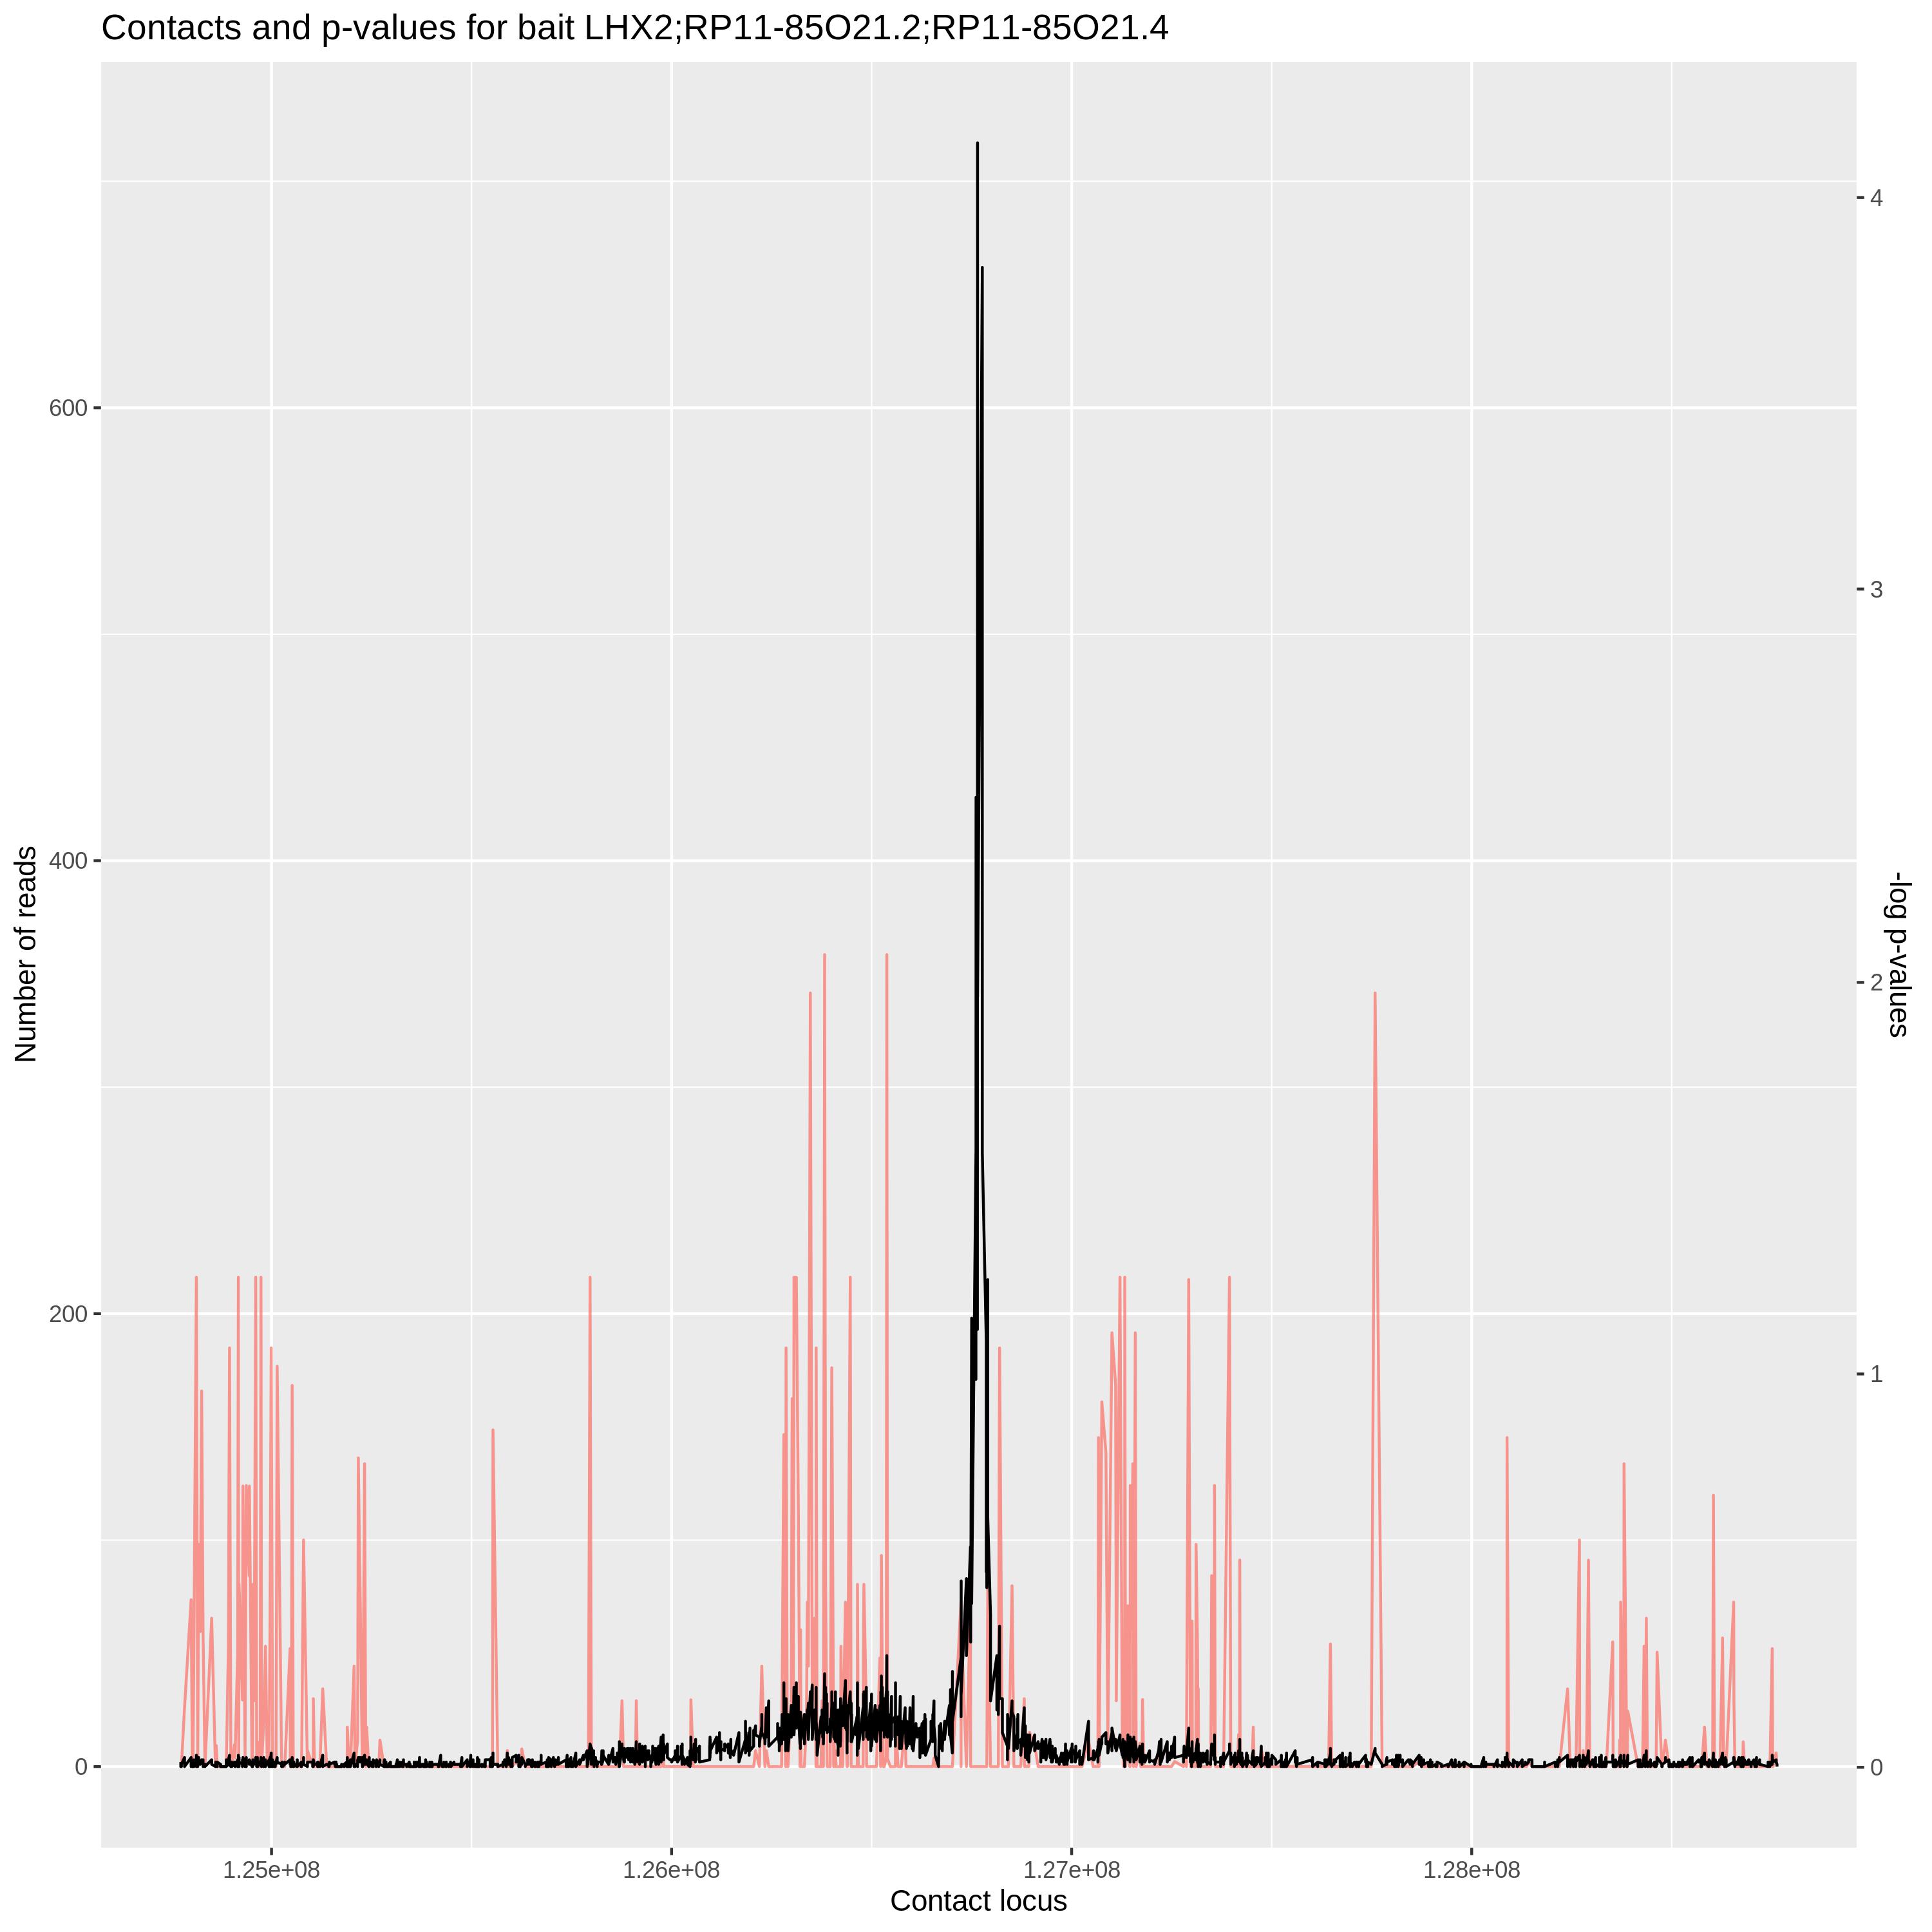 Contacts and p-values for bait LHX2;RP11-85O21.2;RP11-85O21.4
Number of reads
600
400
200
0
4
3
2
1
0
-log p-values
1.25e+08
1.26e+08
1.27e+08
1.28e+08
Contact locus